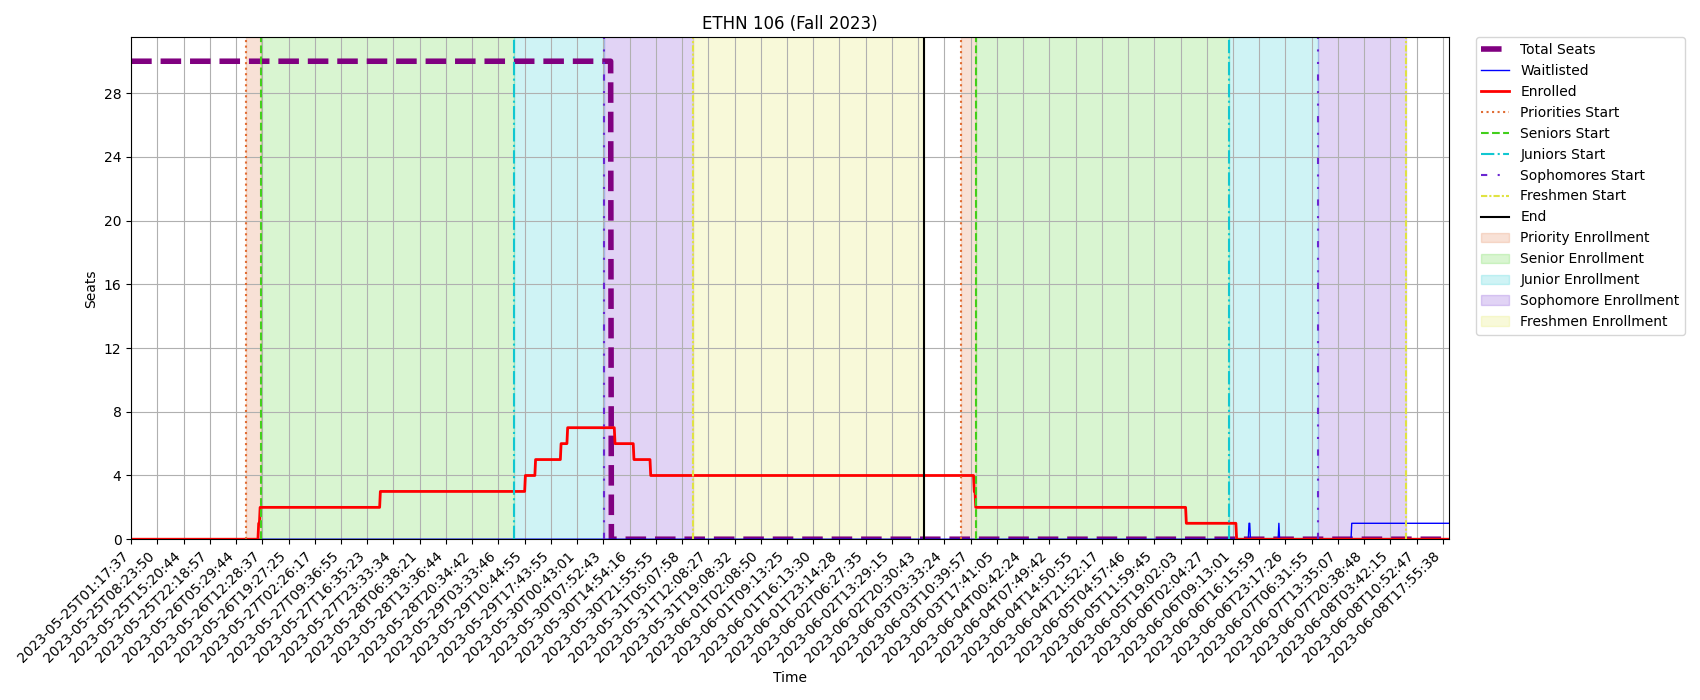 ETHN 106 (Fall 2023)
Seats
28
24
20
16
12
8
4
0
2023-05-25T01:17:37
2023-05-25T08:23:50
2023-05-25T15:20:44
2023-05-25T22:18:57
2023-05-26T05:29:44
2023-05-26T12:28:37
2023-05-26T19:27:25
2023-05-27T02:26:17
2023-05-27T09:36:55
2023-05-27T16:35:23
2023-05-27T23:33:34
2023-05-28T06:38:21
2023-05-28T13:36:44
2023-05-28T20:34:42
2023-05-29T03:33:46
2023-05-29T10:44:55
2023-05-29T17:43:55
2023-05-30T00:43:01
2023-05-30T07:52:43
2023-05-30T14:54:16
2023-05-30T21:55:55
2023-05-31T05:07:58
2023-05-31T12:08:27
2023-05-31T19:08:32
2023-06-01T02:08:50
2023-06-01T09:13:25
2023-06-01T16:13:30
2023-06-01T23:14:28
2023-06-02T06:27:35
2023-06-02T13:29:15
2023-06-02T20:30:43
2023-06-03T03:33:24
2023-06-03T10:39:57
2023-06-03T17:41:05
2023-06-04T00:42:24
2023-06-04T07:49:42
2023-06-04T14:50:55
2023-06-04T21:52:17
2023-06-05T04:57:46
2023-06-05T11:59:45
2023-06-05T19:02:03
2023-06-06T02:04:27
2023-06-06T09:13:01
2023-06-06T16:15:59
2023-06-06T23:17:26
2023-06-07T06:31:55
2023-06-07T13:35:07
2023-06-07T20:38:48
2023-06-08T03:42:15
2023-06-08T10:52:47
2023-06-08T17:55:38
Time
Total Seats
Waitlisted
Enrolled
Priorities Start
Seniors Start
Juniors Start
Sophomores Start
Freshmen Start
End
Priority Enrollment
Senior Enrollment
Junior Enrollment
Sophomore Enrollment
Freshmen Enrollment